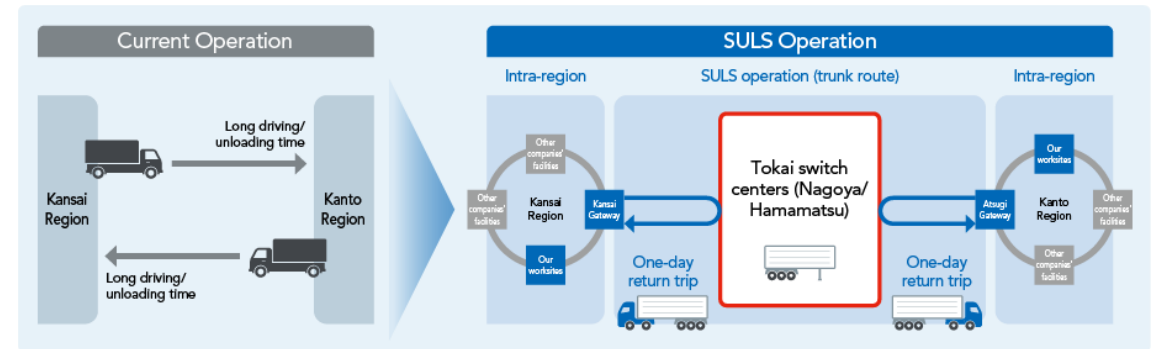 Current Operation
Long driving/
unloading time
Kansai
Region
Kanto
Region
Long driving/
unloading time
SULS Operation
Intra-region
SULS operation (trunk route)
Intra-region
Other
companies'
facilities
Other
companies'
facilities
Kansai
Region
Kansai
Gateway
Our
worksites
Tokai switch
centers (Nagoya/
Hamamatsu)
One-day
return trip
One-day
return trip
Our
worksites
Atsugi
Gateway
Kanto
Region
Other
companies'
facilities
Other
companies'
facilities